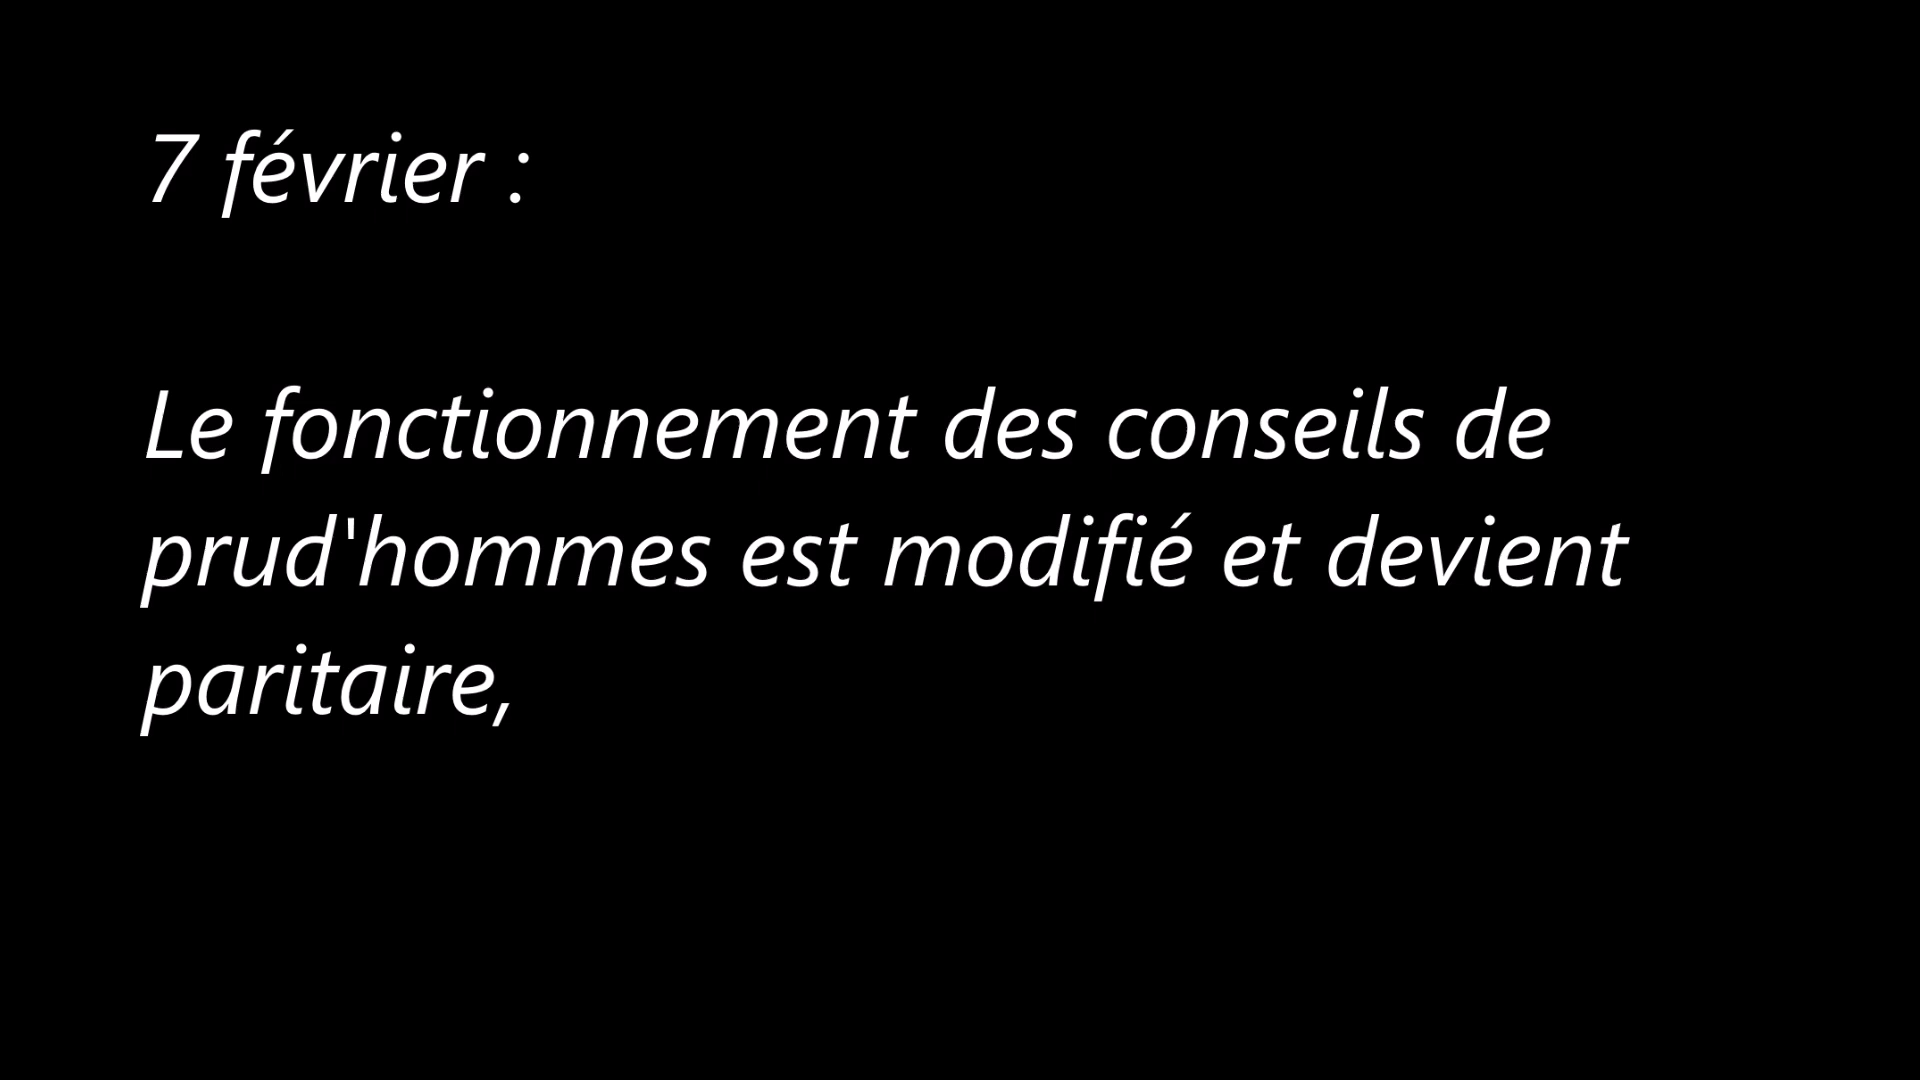 7 février :
Le fonctionnement des conseils de
prud'hommes est modifié et devient
paritaire,